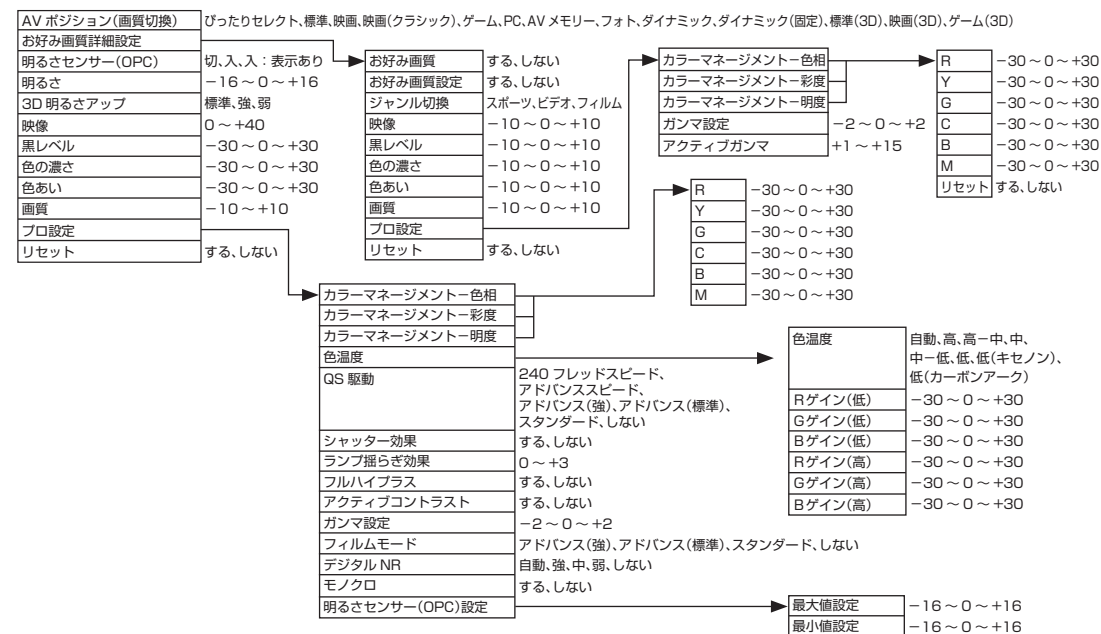 AV ポジション(画質切換) ぴったりセレクト、標準、映画、映画(クラシック)、ゲーム、PC、AV メモリー、フォト、ダイナミック、ダイナミック(固定)、標準(3D)、映画(3D)、ゲーム(3D)
お好み画質詳細設定
明るさセンサー(OPC) 切、入、入：表示あり
明るさ −16～0～+16
3D 明るさアップ 標準、強、弱
映像 0～+40
黒レベル −30～0～+30
色の濃さ −30～0～+30
色あい −30～0～+30
画質 −10～+10
プロ設定
リセット する、しない
お好み画質 する、しない
お好み画質設定 する、しない
ジャンル切換 スポーツ、ビデオ、フィルム
映像 −10～0～+10
黒レベル −10～0～+10
色の濃さ −10～0～+10
色あい −10～0～+10
画質 −10～0～+10
プロ設定
リセット する、しない
カラーマネージメント−色相
カラーマネージメント−彩度
カラーマネージメント−明度
ガンマ設定 −2～0～+2
アクティブガンマ +1～+15
R −30～0～+30
Y −30～0～+30
G −30～0～+30
C −30～0～+30
B −30～0～+30
M −30～0～+30
リセット する、しない
R −30～0～+30
Y −30～0～+30
G −30～0～+30
C −30～0～+30
B −30～0～+30
M −30～0～+30
カラーマネージメント−色相
カラーマネージメント−彩度
カラーマネージメント−明度
色温度
QS 駆動 240 フレッドスピード、
アドバンススピード、
アドバンス(強)、アドバンス(標準)、
スタンダード、しない
シャッター効果 する、しない
ランプ揺らぎ効果 0～+3
フルハイプラス する、しない
アクティブコントラスト する、しない
ガンマ設定 −2～0～+2
フィルムモード アドバンス(強)、アドバンス(標準)、スタンダード、しない
デジタル NR 自動、強、中、弱、しない
モノクロ する、しない
明るさセンサー(OPC)設定
色温度 自動、高、高−中、中、
中−低、低、低(キセノン)、
低(カーボンアーク)
Rゲイン(低) −30～0～+30
Gゲイン(低) −30～0～+30
Bゲイン(低) −30～0～+30
Rゲイン(高) −30～0～+30
Gゲイン(高) −30～0～+30
Bゲイン(高) −30～0～+30
最大値設定 −16～0～+16
最小値設定 −16～0～+16